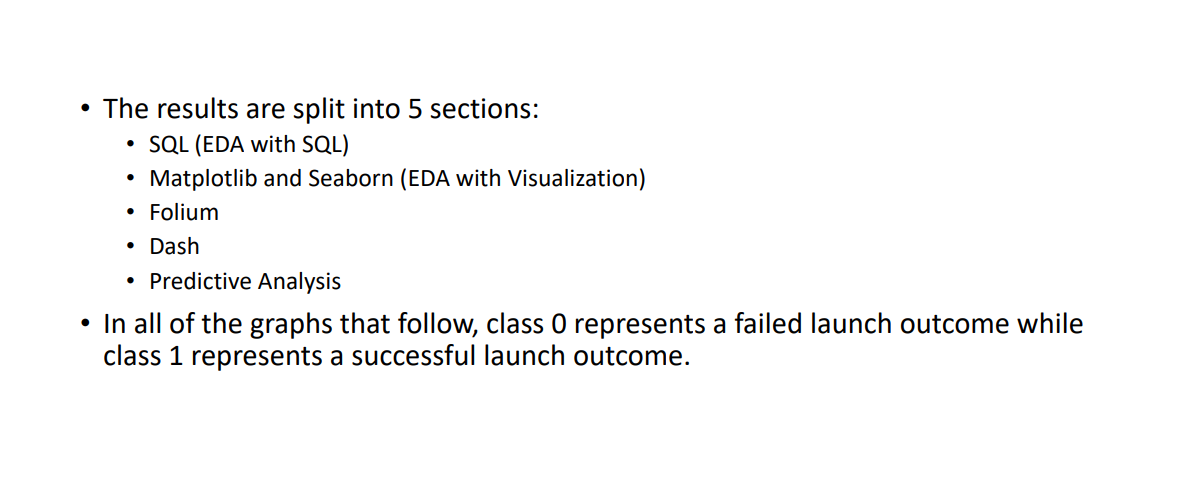 • The results are split into 5 sections:
• SQL (EDA with SQL)
• Matplotlib and Seaborn (EDA with Visualization)
• Folium
• Dash
• Predictive Analysis
• In all of the graphs that follow, class 0 represents a failed launch outcome while
class 1 represents a successful launch outcome.